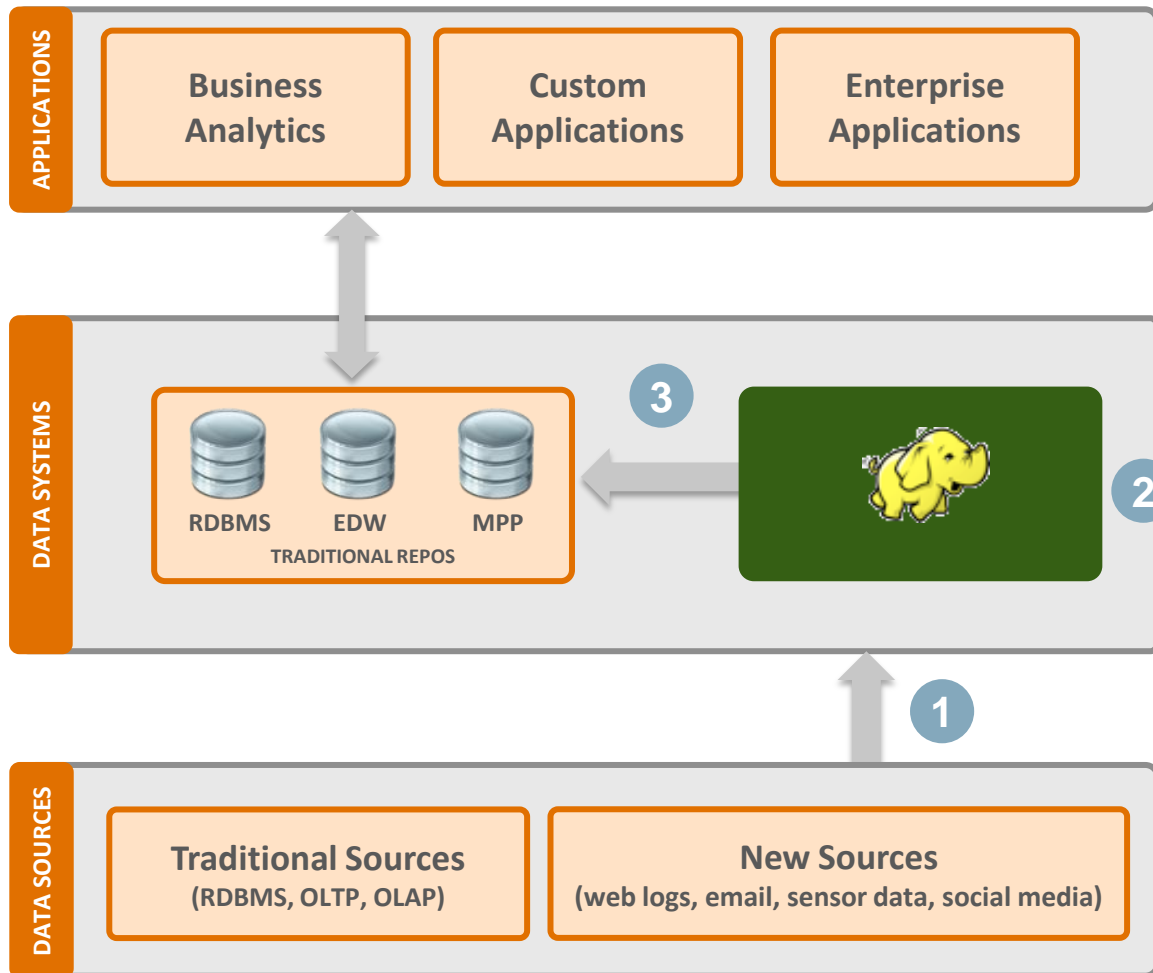 APPLICATIONS
Business
Analytics
Custom
Applications
Enterprise
Applications
DATA SYSTEMS
3
2
RDBMS
EDW
MPP
TRADITIONAL REPOS
1
DATA SOURCES
Traditional Sources
(RDBMS, OLTP, OLAP)
New Sources
(web logs, email, sensor data, social media)